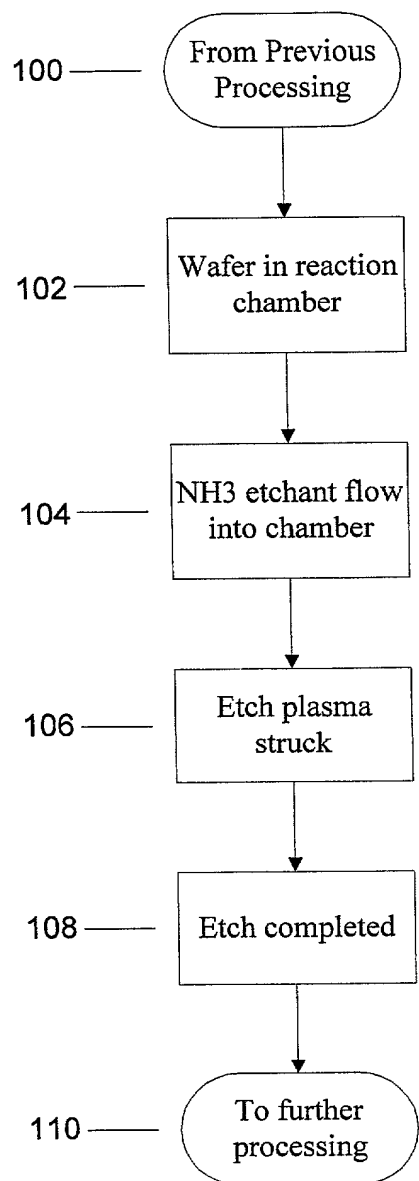 100
From Previous
Processing
102
Wafer in reaction
chamber
104
NH3 etchant flow
into chamber
106
Etch plasma
struck
108
Etch completed
110
To further
processing